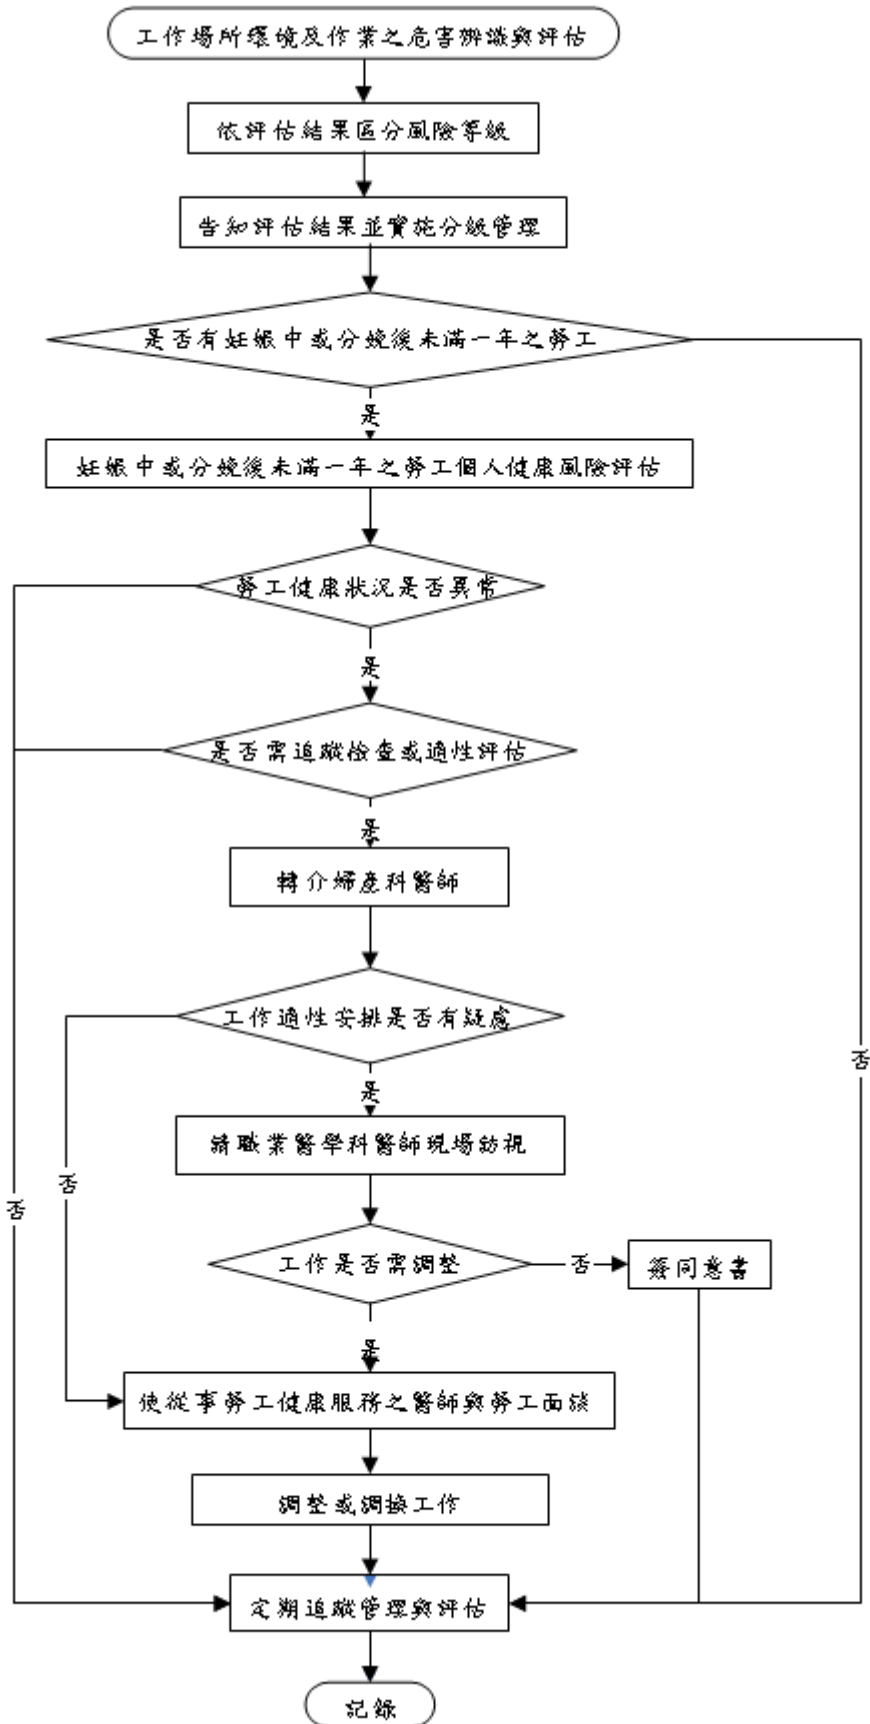 工作場所環境及作業之危害辨識與評估
依評估結果區分風險等級
告知評估結果並實施分級管理
是否有妊娠中或分娩後未滿一年之勞工
是
妊娠中或分娩後未滿一年之勞工個人健康風險評估
勞工健康狀況是否異常
是
是否需追蹤檢查或適性評估
是
轉介婦產科醫師
工作適性安排是否有疑慮
否
是
請職業醫學科醫師現場訪視
否
否
工作是否需調整
否
簽同意書
是
使從事勞工健康服務之醫師與勞工面談
調整或調換工作
定期追蹤管理與評估
記錄